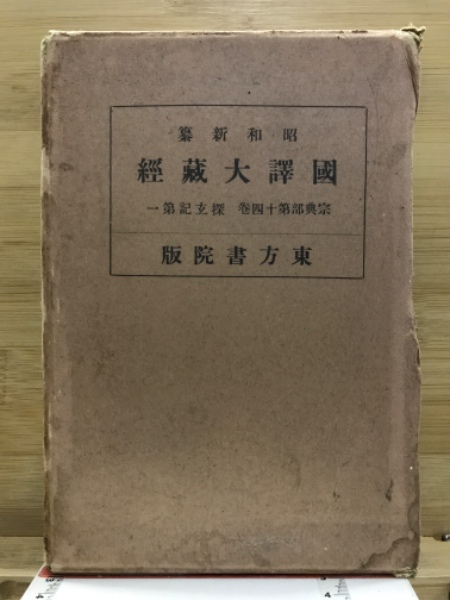 昭和新纂
國譯大藏經
宗典部第十四卷 探玄記第一
東方書院版